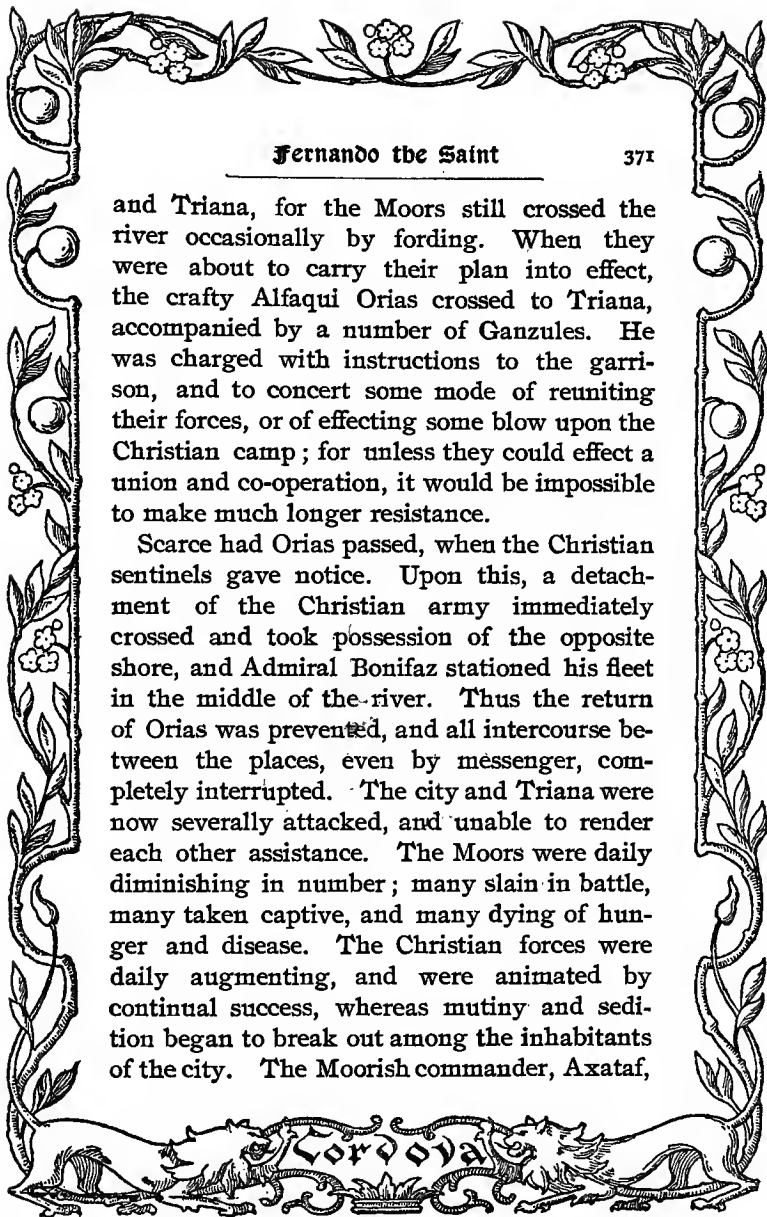 Fernando the Saint 371
and Triana, for the Moors still crossed the
river occasionally by fording. When they
were about to carry their plan into effect,
the crafty Alfaqui Orias crossed to Triana,
accompanied by a number of Ganzules. He
was charged with instructions to the garri-
son, and to concert some mode of reuniting
their forces, or of effecting some blow upon the
Christian camp ; for unless they could effect a
union and co-operation, it would be impossible
to make much longer resistance.
Scarce had Orias passed, when the Christian
sentinels gave notice. Upon this, a detach-
ment of the Christian army immediately
crossed and took possession of the opposite
shore, and Admiral Bonifaz stationed his fleet
in the middle of the river. Thus the return
of Orias was prevented, and all intercourse be-
tween the places, even by messenger, com-
pletely interrupted. The city and Triana were
now severally attacked, and unable to render
each other assistance. The Moors were daily
diminishing in number ; many slain in battle,
many taken captive, and many dying of hun-
ger and disease. The Christian forces were
daily augmenting, and were animated by
continual success, whereas mutiny and sedi-
tion began to break out among the inhabitants
of the city. The Moorish commander, Axataf,
Cordova